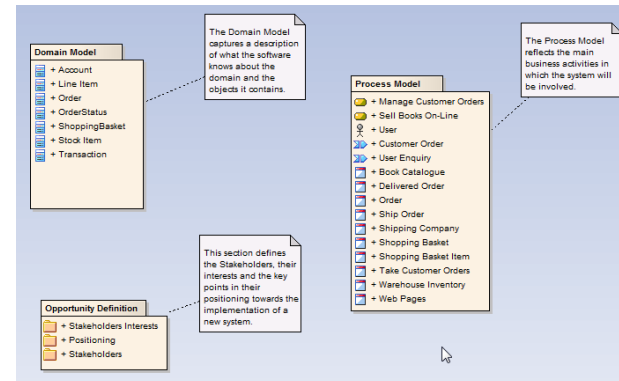 Domain Model
+ Account
+ Line Item
+ Order
+ OrderStatus
+ ShoppingBasket
+ Stock Item
+ Transaction
The Domain Model
captures a description
of what the software
knows about the
domain and the
objects it contains.
The Process Model
reflects the main
business activities in
which the system will
be involved.
Process Model
+ Manage Customer Orders
+ Sell Books On-Line
+ User
+ Customer Order
+ User Enquiry
+ Book Catalogue
+ Delivered Order
+ Order
+ Ship Order
+ Shipping Company
+ Shopping Basket
+ Shopping Basket Item
+ Take Customer Orders
+ Warehouse Inventory
+ Web Pages
This section defines
the Stakeholders, their
interests and the key
points in their
positioning towards the
implementation of a
new system.
Opportunity Definition
+ Stakeholders Interests
+ Positioning
+ Stakeholders